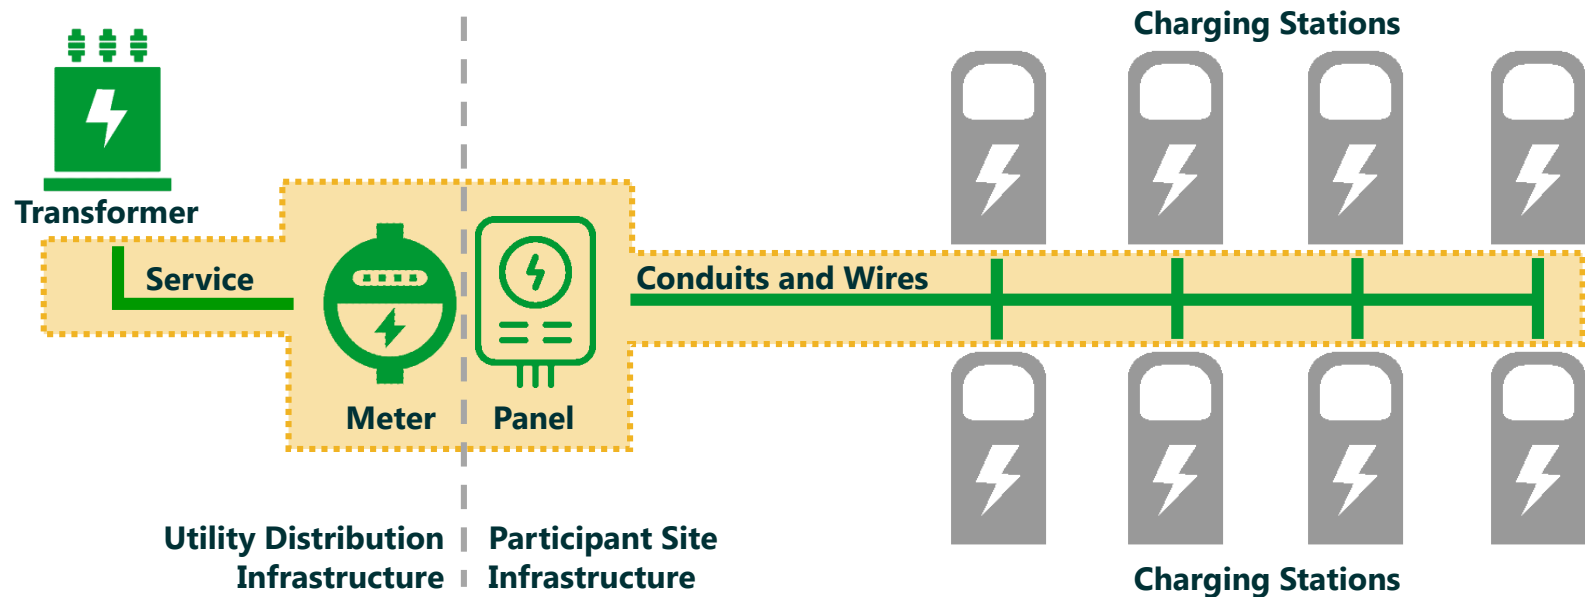 Charging Stations
Transformer
Service
Conduits and Wires
Meter
Panel
Utility Distribution
Infrastructure
Participant Site
Infrastructure
Charging Stations